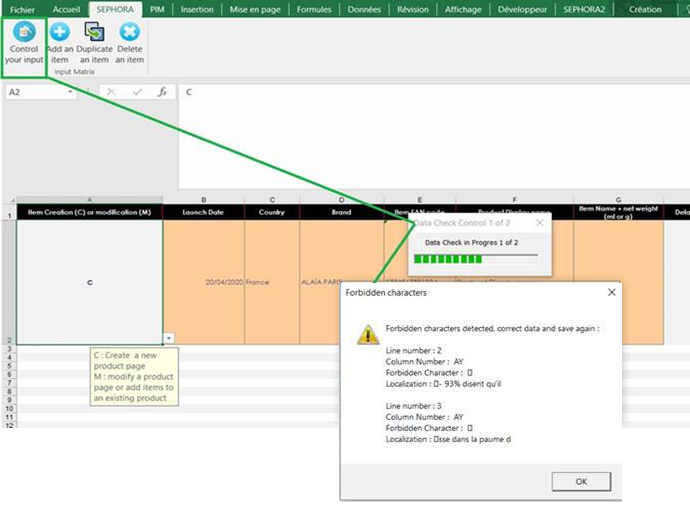 Fichier Accueil SEPHORA PIM Insertion Mise en page Formules Données Révision Affichage Développeur SEPHORA2 Création
Control your input
Add an item
Duplicate an item
Delete an item
Input Matrix
A2 fx C
A B C D E F G
1 Item Creation (C) or modification (M) Launch Date Country Brand Item EAN code Product Display name Item Name + net weight (ml or g)
Data Check Control 1 of 2
Data Check in Progres 1 of 2
2 C 20/04/2020 France ALAÏA PARIS
C : Create a new
product page
M : modify a product
page or add items to
an existing product
3
4
5
6
7
8
9
10
11
12
Forbidden characters
Forbidden characters detected, correct data and save again :
Line number : 2
Column Number : AY
Forbidden Character : □
Localization : □- 93% disent qu'il
Line number : 3
Column Number : AY
Forbidden Character : □
Localization : □sse dans la paume d
OK